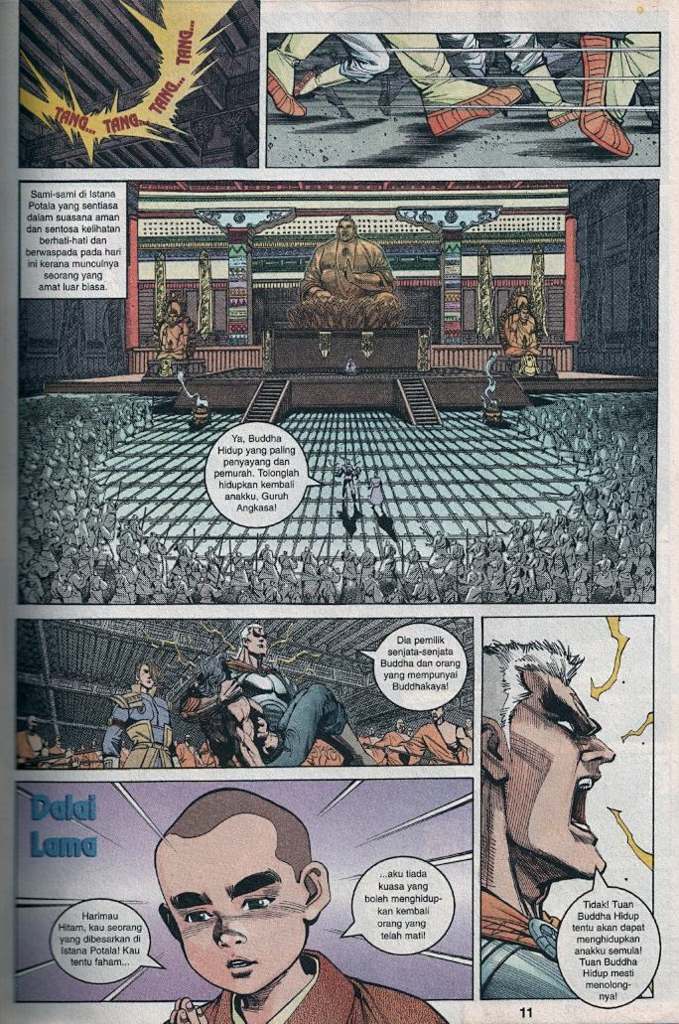 TANG... TANG... TANG... TANG...
Sami-sami di Istana
Potala yang sentiasa
dalam suasana aman
dan sentosa kelihatan
berhati-hati dan
berwaspada pada hari
ini kerana munculnya
seorang yang
amat luar biasa.
Ya, Buddha
Hidup yang paling
penyayang dan
pemurah. Tolonglah
hidupkan kembali
anakku, Guruh
Angkasa!
Dia pemilik
senjata-senjata
Buddha dan orang
yang mempunyai
Buddhakaya!
Tidak! Tuan
Buddha Hidup
tentu akan dapat
menghidupkan
anakku semula!
Tuan Buddha
Hidup mesti
menolong-
nya!
Dalai
Lama
Harimau
Hitam, kau seorang
yang dibesarkan di
Istana Potala! Kau
tentu faham...
...aku tiada
kuasa yang
boleh menghidup-
kan kembali
orang yang
telah mati!
11